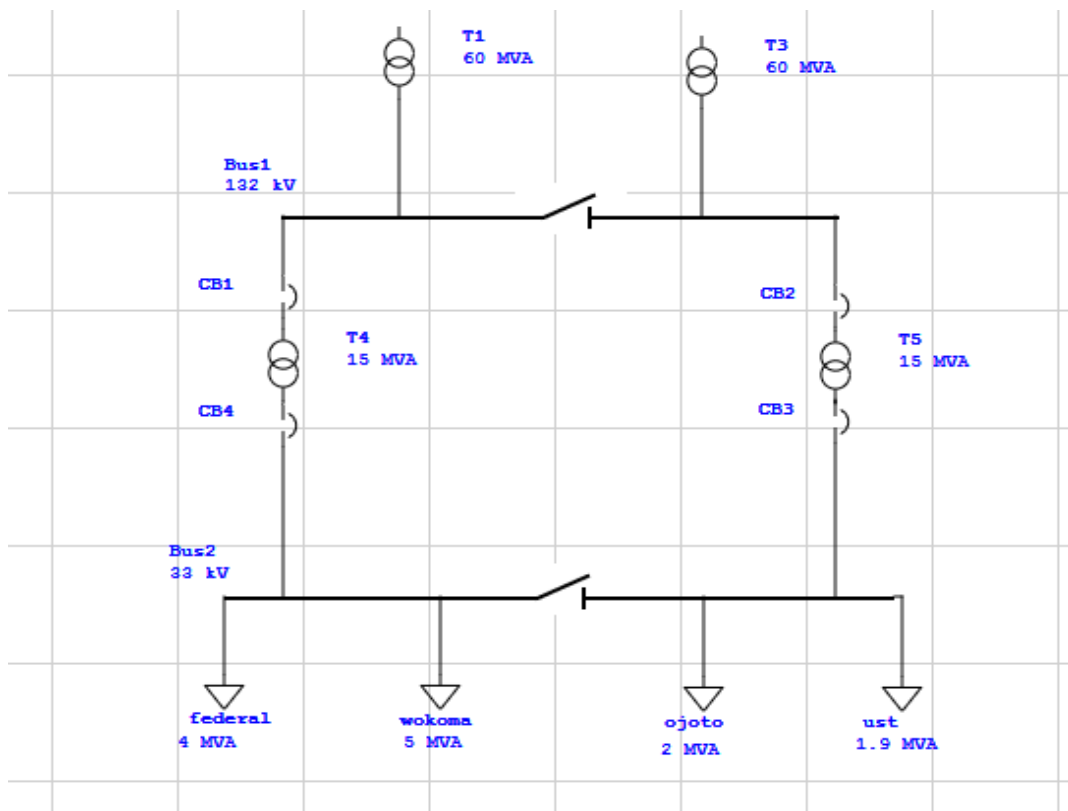 T1
60 MVA
T3
60 MVA
Bus1
132 kV
CB1
CB2
T4
15 MVA
T5
15 MVA
CB4
CB3
Bus2
33 kV
federal
4 MVA
wokoma
5 MVA
ojoto
2 MVA
ust
1.9 MVA